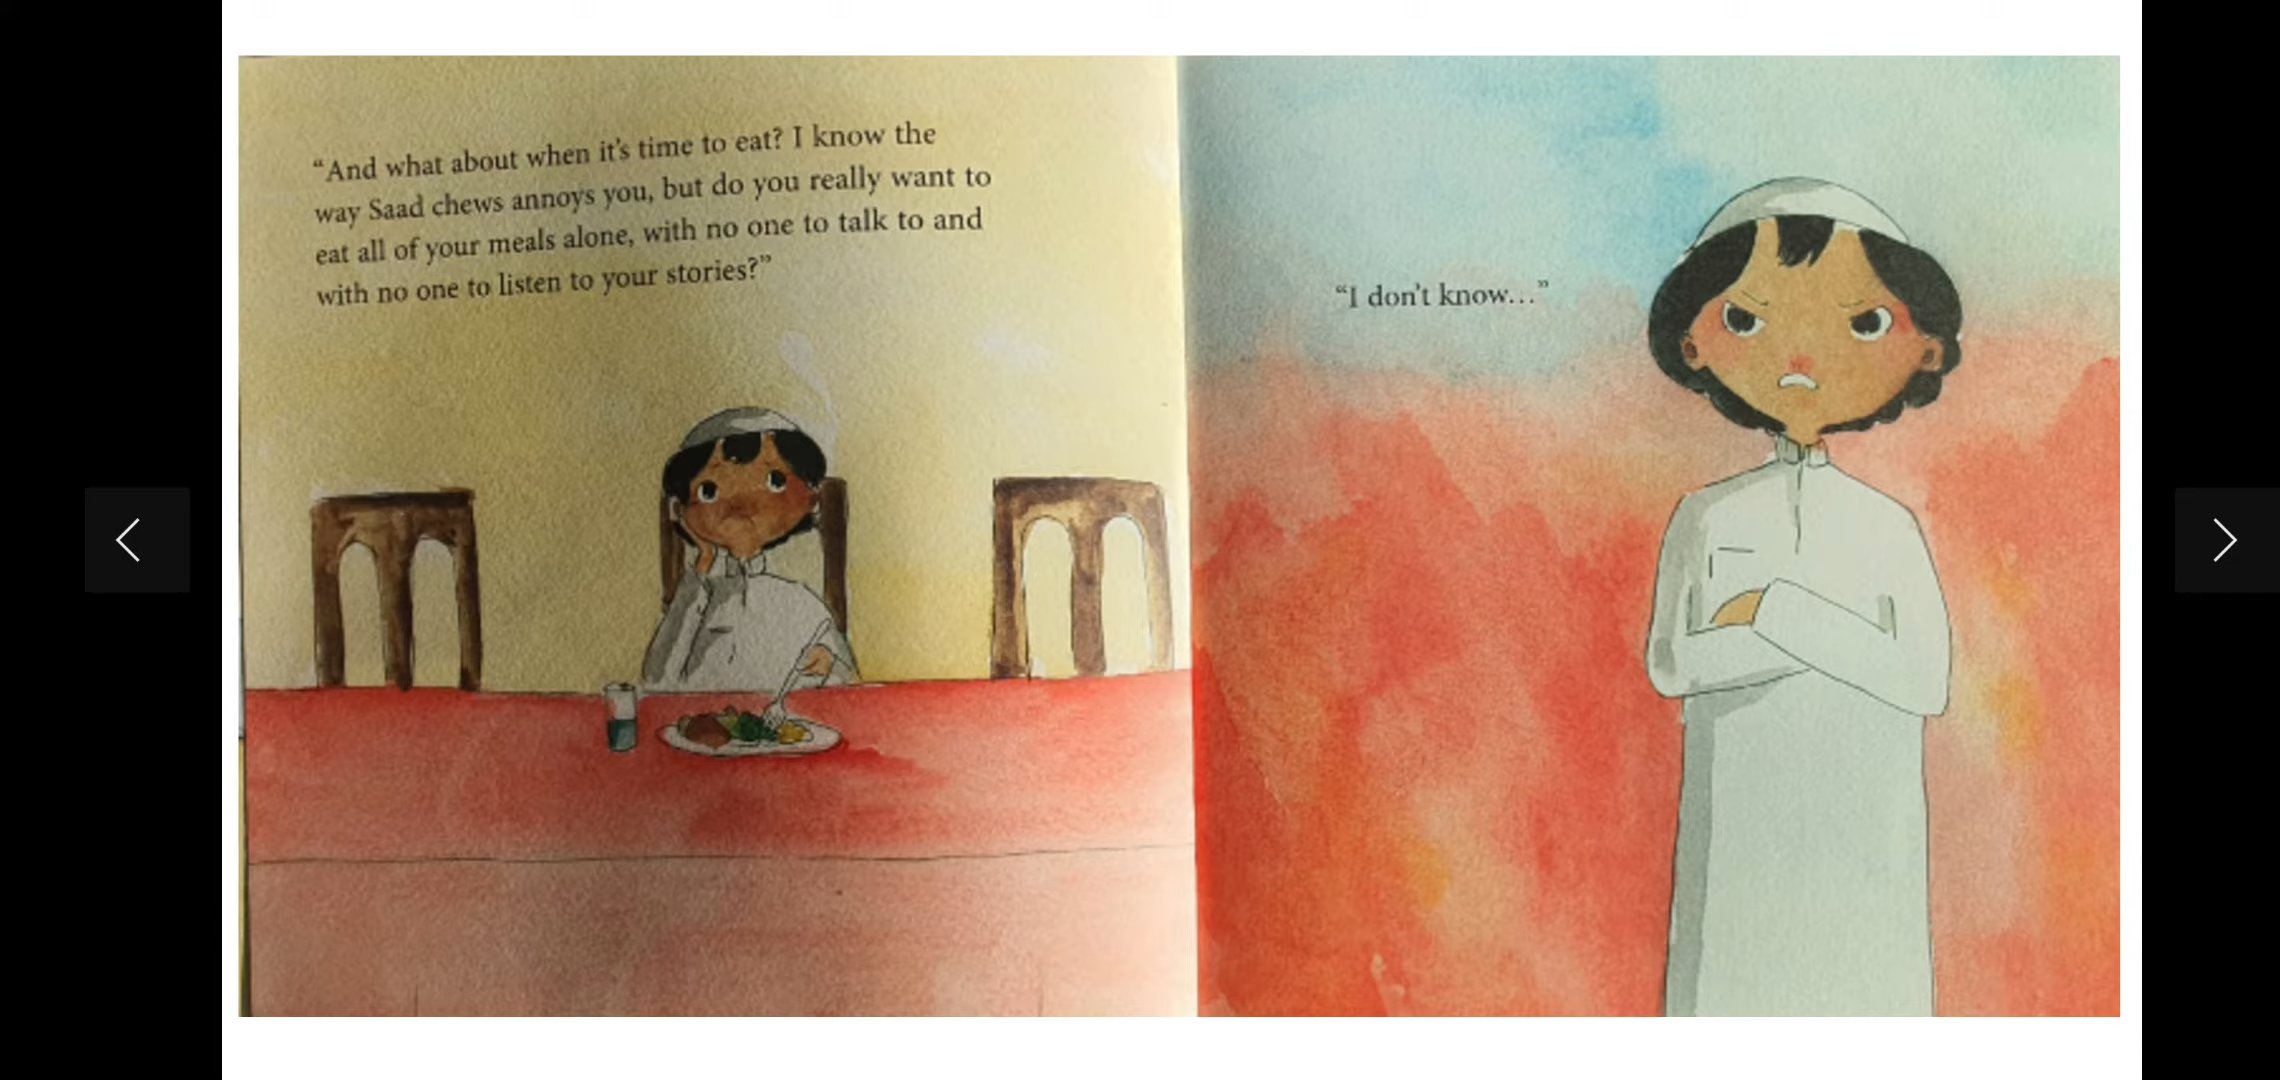 “And what about when it’s time to eat? I know the
way Saad chews annoys you, but do you really want to
eat all of your meals alone, with no one to talk to and
with no one to listen to your stories?”
“I don’t know…”